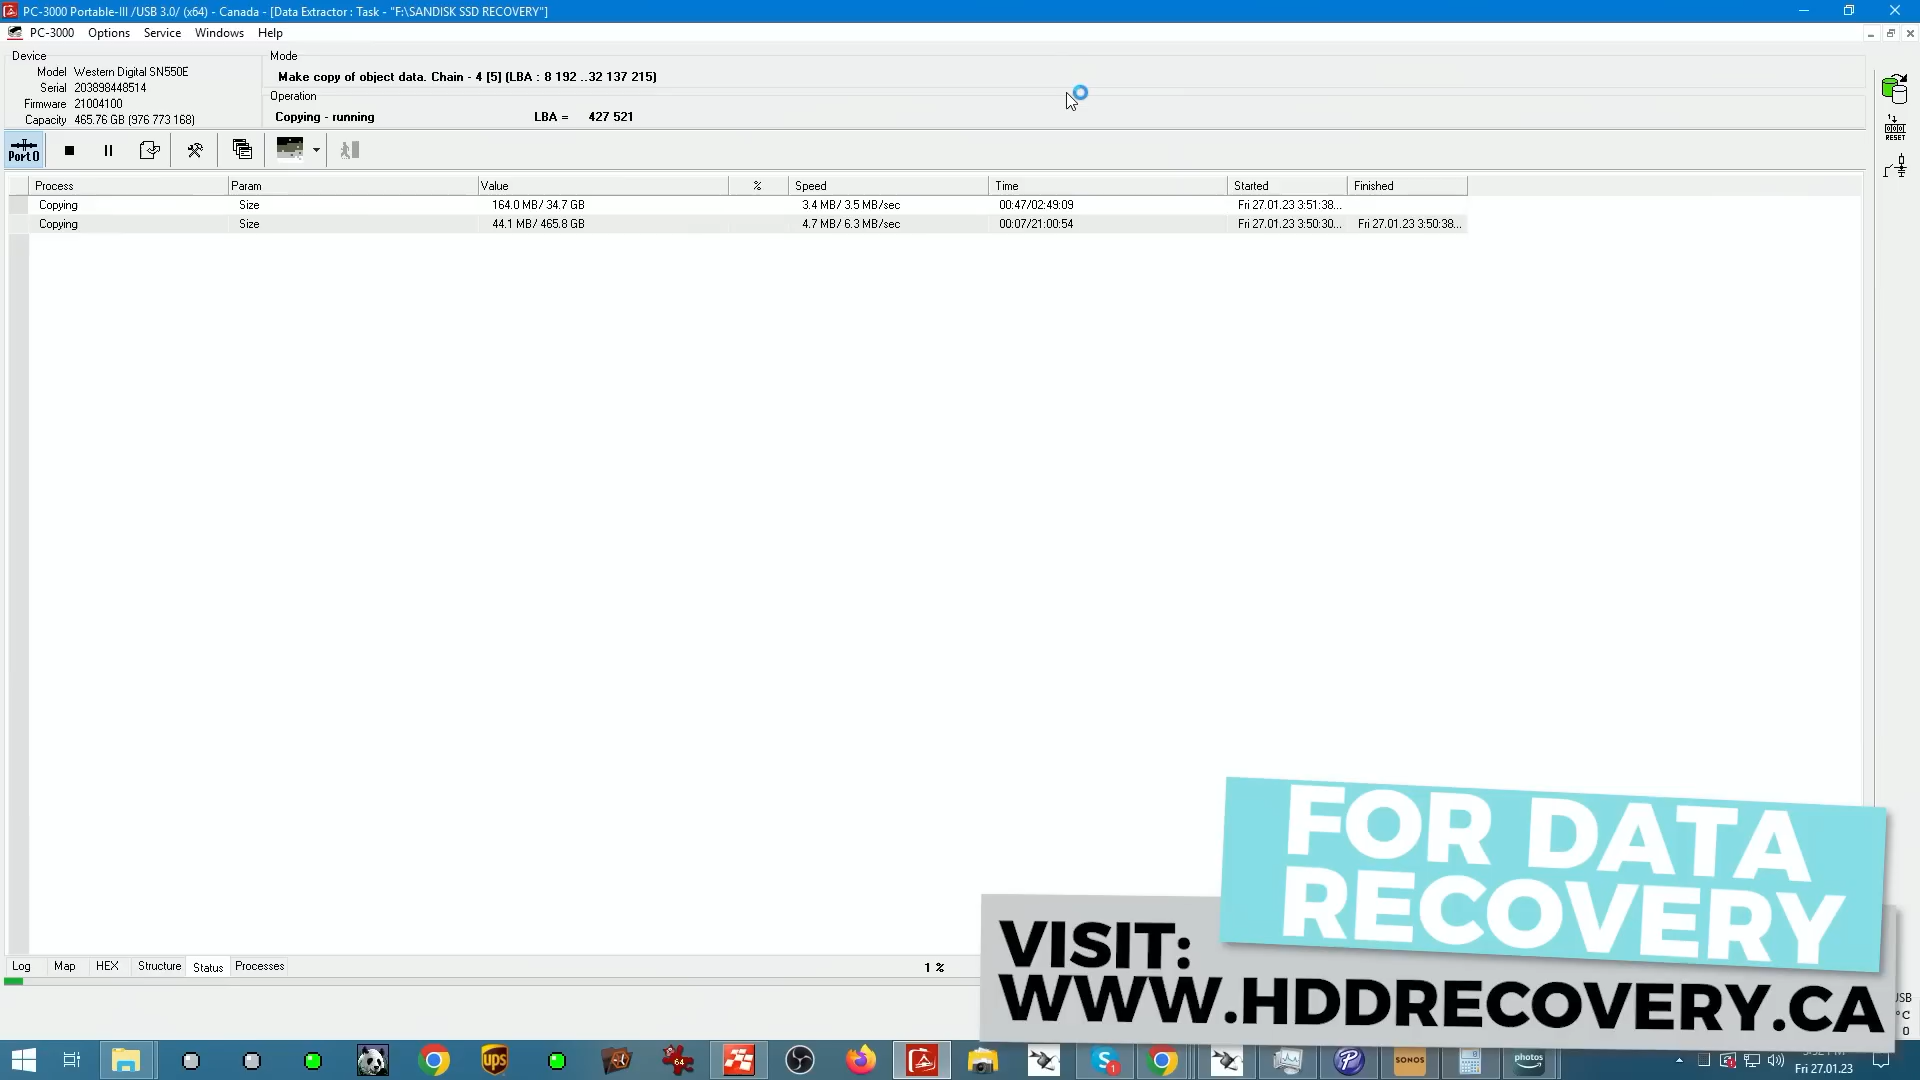 PC-3000 Portable-III /USB 3.0/ (x64) - Canada - [Data Extractor : Task - "F:\SANDISK SSD RECOVERY"]
PC-3000 Options Service Windows Help
Device
Model Western Digital SN550E
Serial 203898448514
Firmware 21004100
Capacity 465.76 GB (976 773 168)
Mode
Make copy of object data. Chain - 4 [5] (LBA : 8 192 ..32 137 215)
Operation
Copying - running LBA = 427 521
Port 0
RESET
Process Param Value % Speed Time Started Finished
Copying Size 164.0 MB/ 34.7 GB 3.4 MB/ 3.5 MB/sec 00:47/02:49:09 Fri 27.01.23 3:51:38...
Copying Size 44.1 MB/ 465.8 GB 4.7 MB/ 6.3 MB/sec 00:07/21:00:54 Fri 27.01.23 3:50:30... Fri 27.01.23 3:50:38...
FOR DATA
RECOVERY
VISIT:
WWW.HDDRECOVERY.CA
Log Map HEX Structure Status Processes 1 %
°C
0
ups
64
1
SONOS
photos
Fri 27.01.23